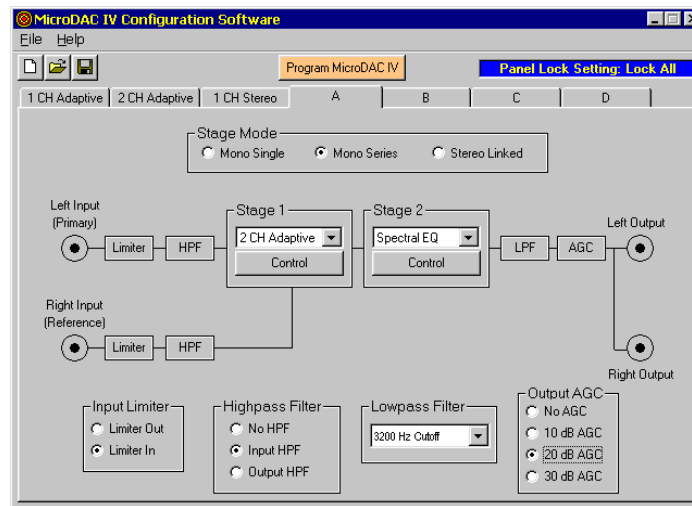 MicroDAC IV Configuration Software
File Help
Program MicroDAC IV
Panel Lock Setting: Lock All
1 CH Adaptive 2 CH Adaptive 1 CH Stereo A B C D
Stage Mode
Mono Single Mono Series Stereo Linked
Left Input
(Primary)
Limiter HPF
Stage 1
2 CH Adaptive
Control
Stage 2
Spectral EQ
Control
LPF AGC
Left Output
Right Input
(Reference)
Limiter HPF
Right Output
Input Limiter
Limiter Out
Limiter In
Highpass Filter
No HPF
Input HPF
Output HPF
Lowpass Filter
3200 Hz Cutoff
Output AGC
No AGC
10 dB AGC
20 dB AGC
30 dB AGC